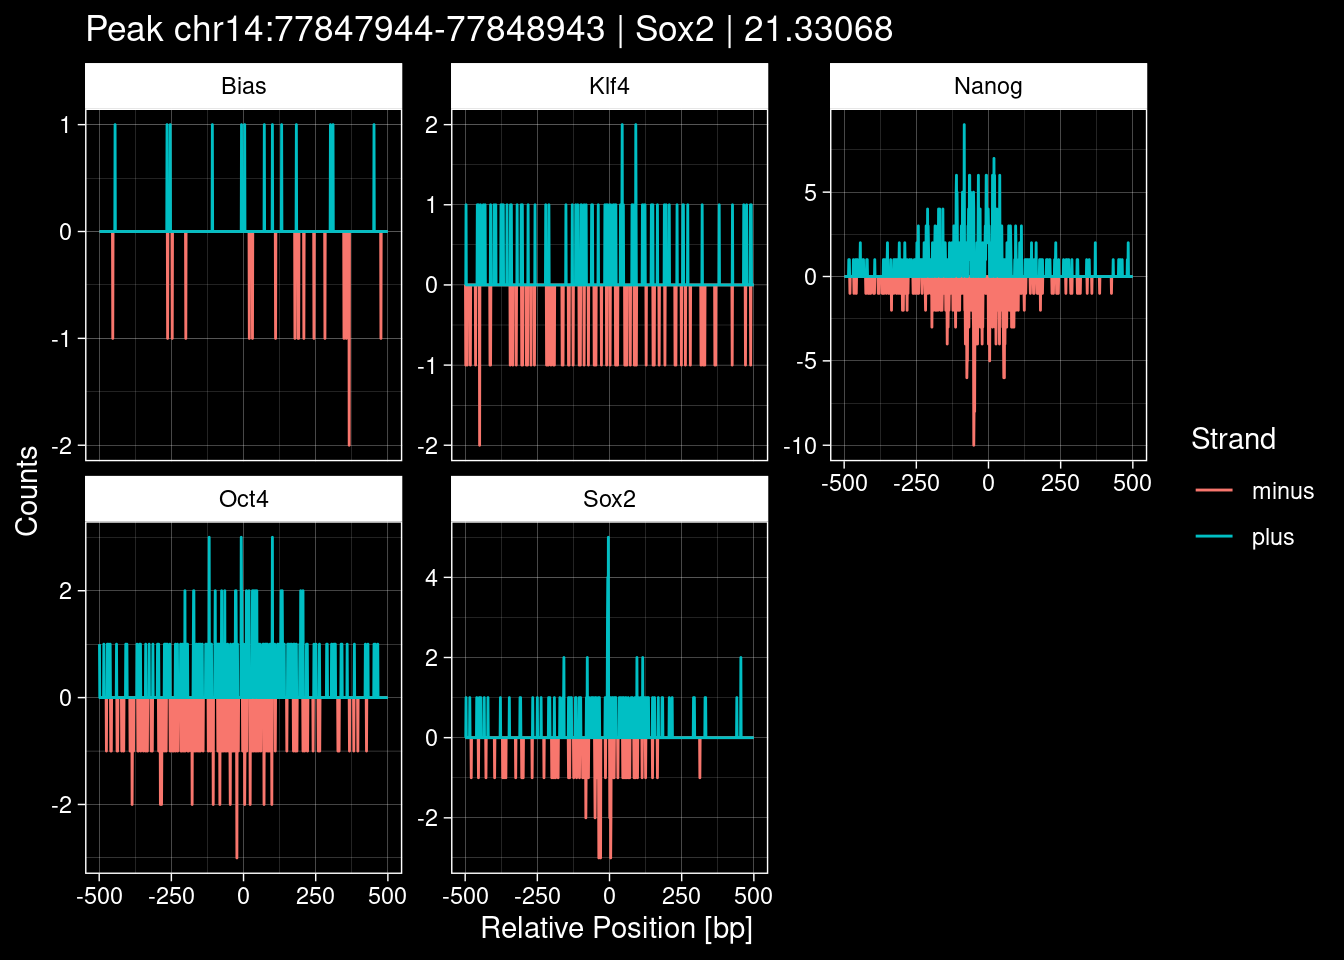 Peak chr14:77847944-77848943 | Sox2 | 21.33068
Bias
Klf4
Nanog
1
0
-1
-2
2
1
0
-1
-2
5
0
-5
-10
-500 -250 0 250 500
Oct4
Sox2
2
0
-2
4
2
0
-2
-500 -250 0 250 500
-500 -250 0 250 500
Counts
Relative Position [bp]
Strand
minus
plus